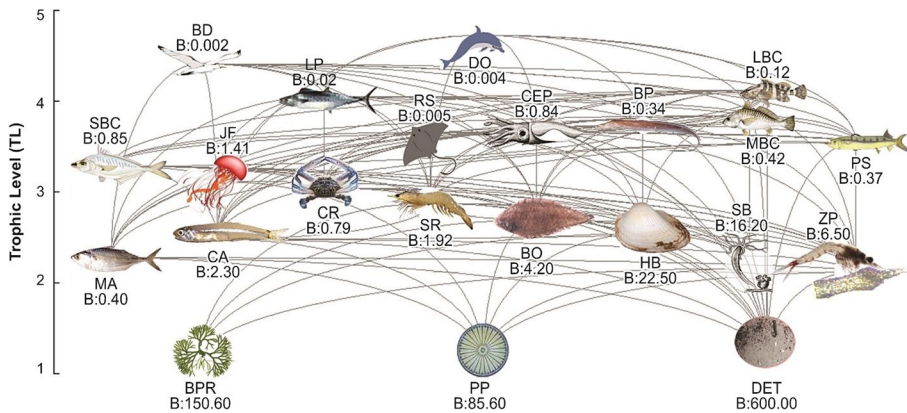 Trophic Level (TL)
5
4
3
2
1
BD
B:0.002
DO
B:0.004
LP
B:0.02
LBC
B:0.12
RS
B:0.005
CEP
B:0.84
BP
B:0.34
MBC
B:0.42
SBC
B:0.85
JF
B:1.41
PS
B:0.37
CR
B:0.79
SR
B:1.92
BO
B:4.20
HB
B:22.50
SB
B:16.20
ZP
B:6.50
MA
B:0.40
CA
B:2.30
BPR
B:150.60
PP
B:85.60
DET
B:600.00